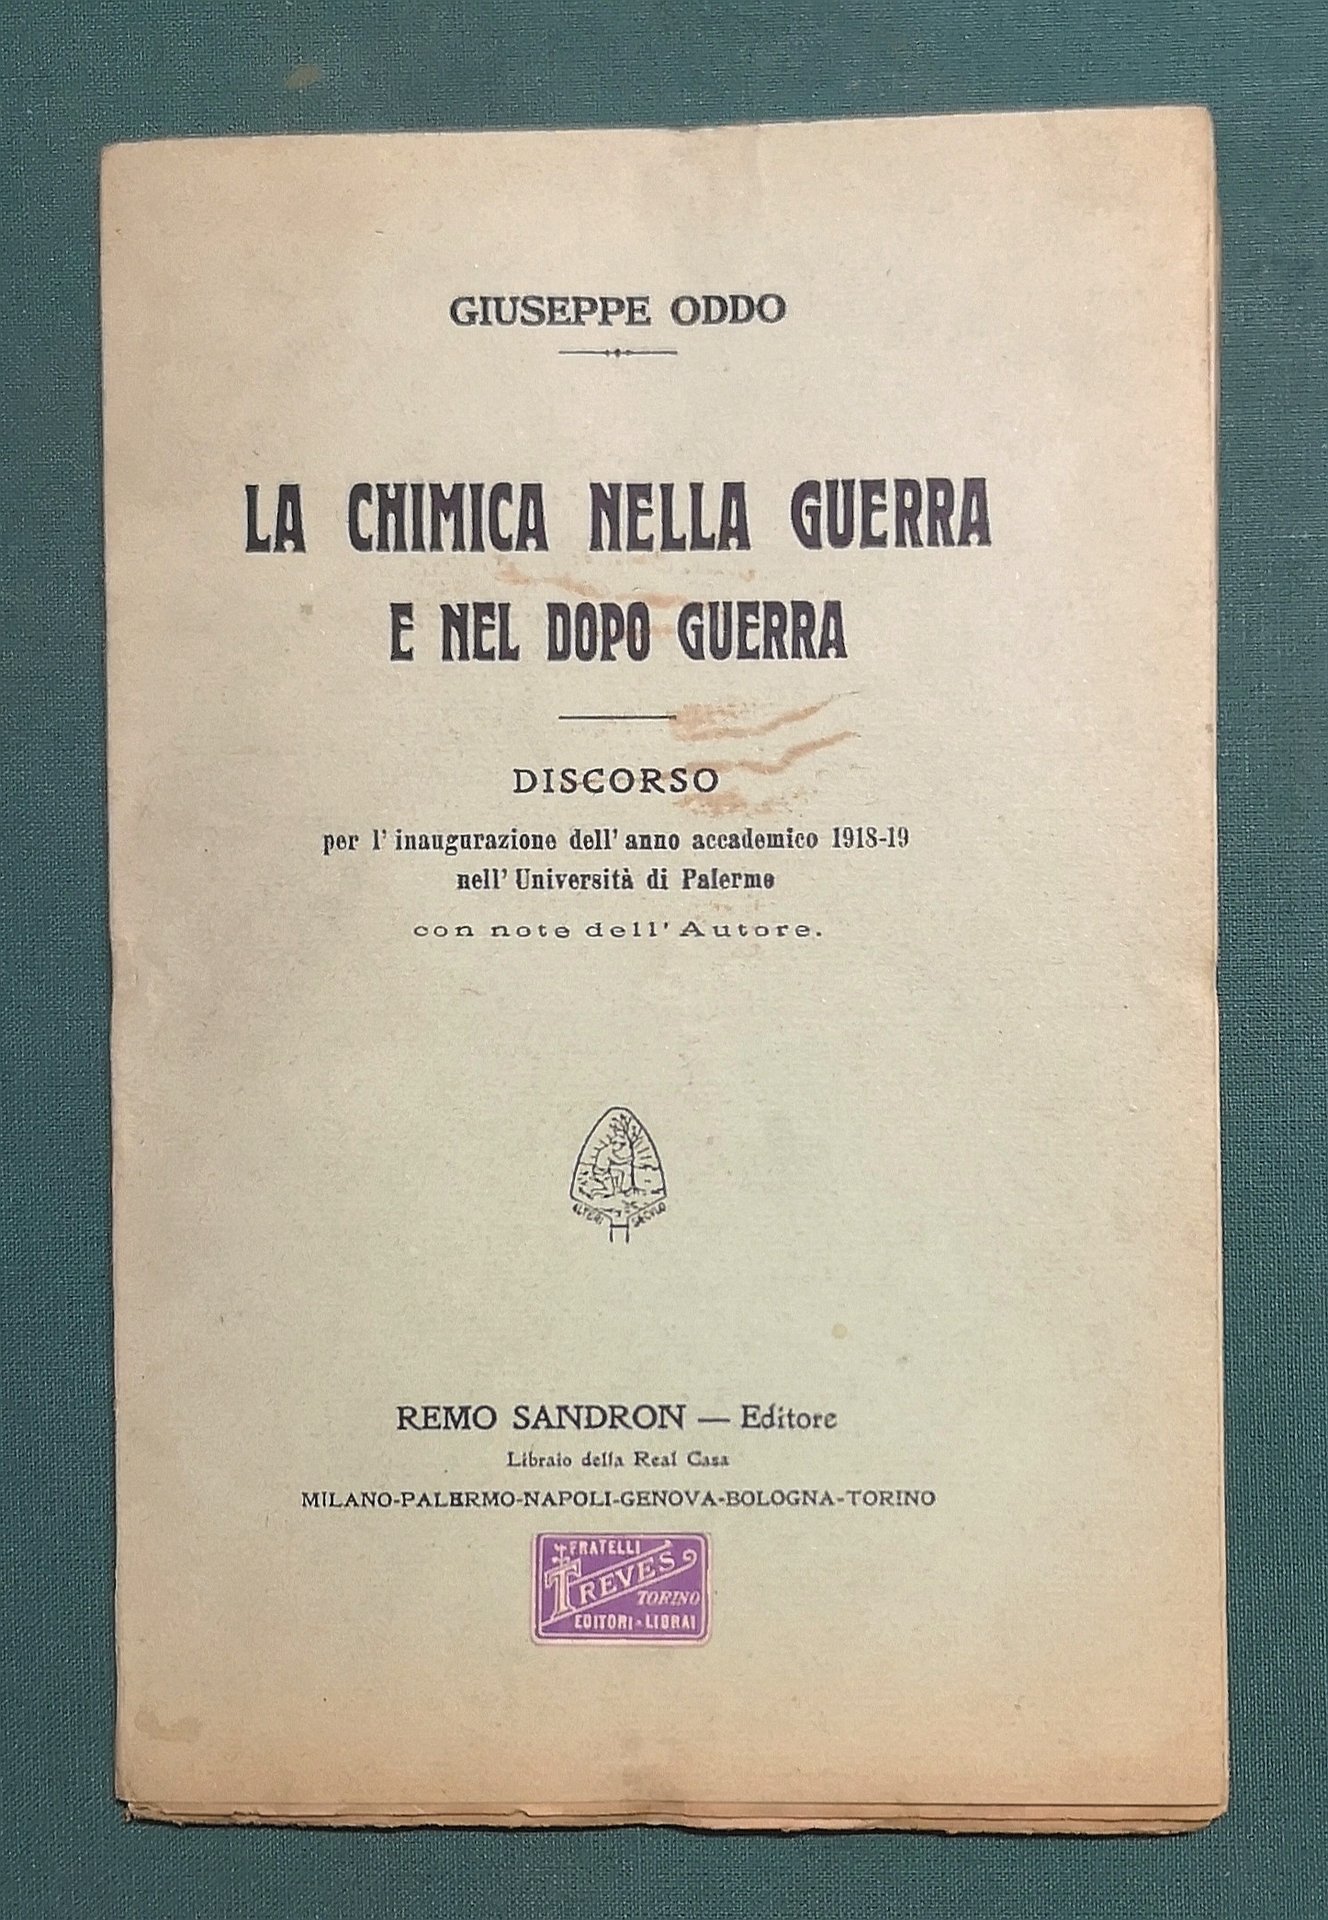 GIUSEPPE ODDO
LA CHIMICA NELLA GUERRA
E NEL DOPO GUERRA
DISCORSO
per l' inaugurazione dell' anno accademico 1918-19
nell' Università di Palermo
con note dell' Autore.
ALTERI SAECULO
REMO SANDRON — Editore
Libraio della Real Casa
MILANO-PALERMO-NAPOLI-GENOVA-BOLOGNA-TORINO
FRATELLI
TREVES
TORINO
EDITORI-LIBRAI